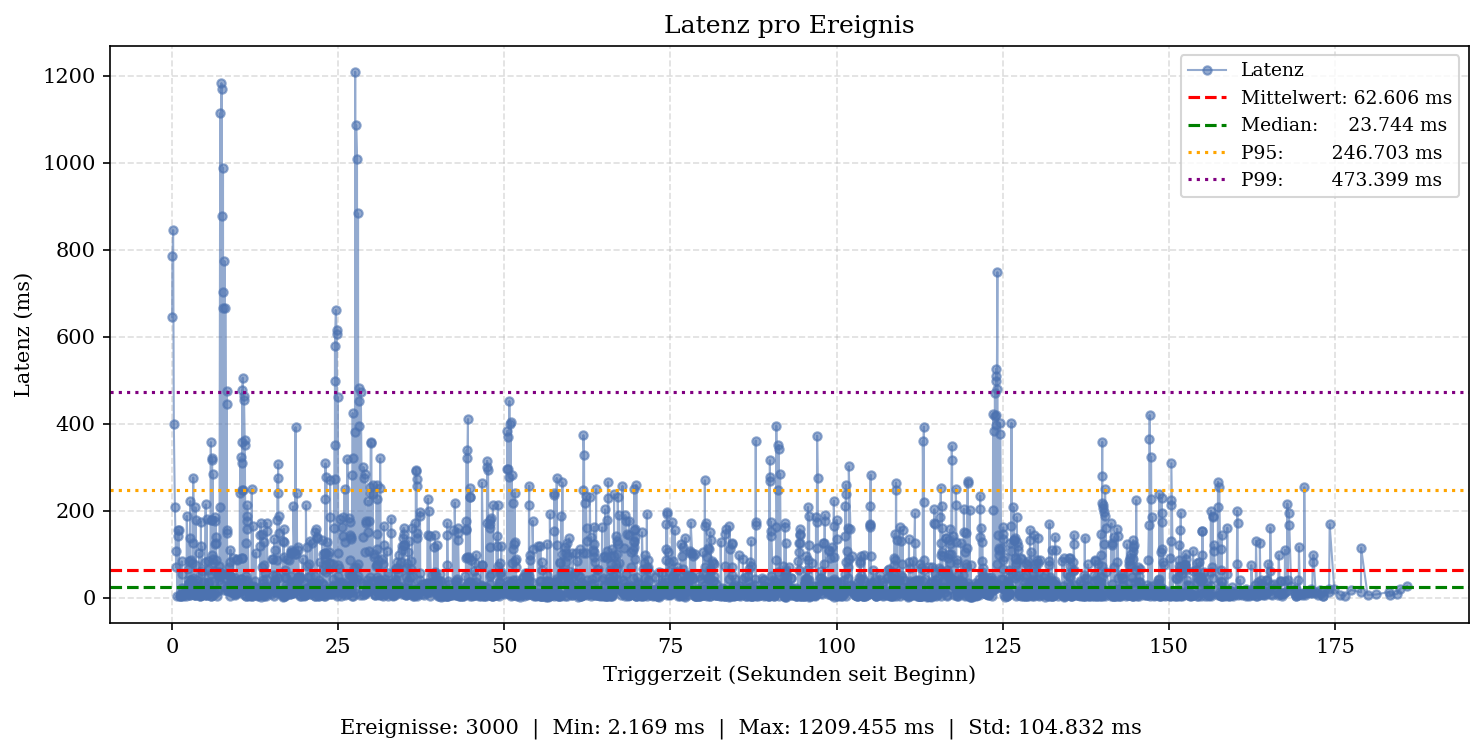 Latenz pro Ereignis
Latenz (ms)
1200
1000
800
600
400
200
0
Latenz
Mittelwert: 62.606 ms
Median: 23.744 ms
P95: 246.703 ms
P99: 473.399 ms
0 25 50 75 100 125 150 175
Triggerzeit (Sekunden seit Beginn)
Ereignisse: 3000 | Min: 2.169 ms | Max: 1209.455 ms | Std: 104.832 ms